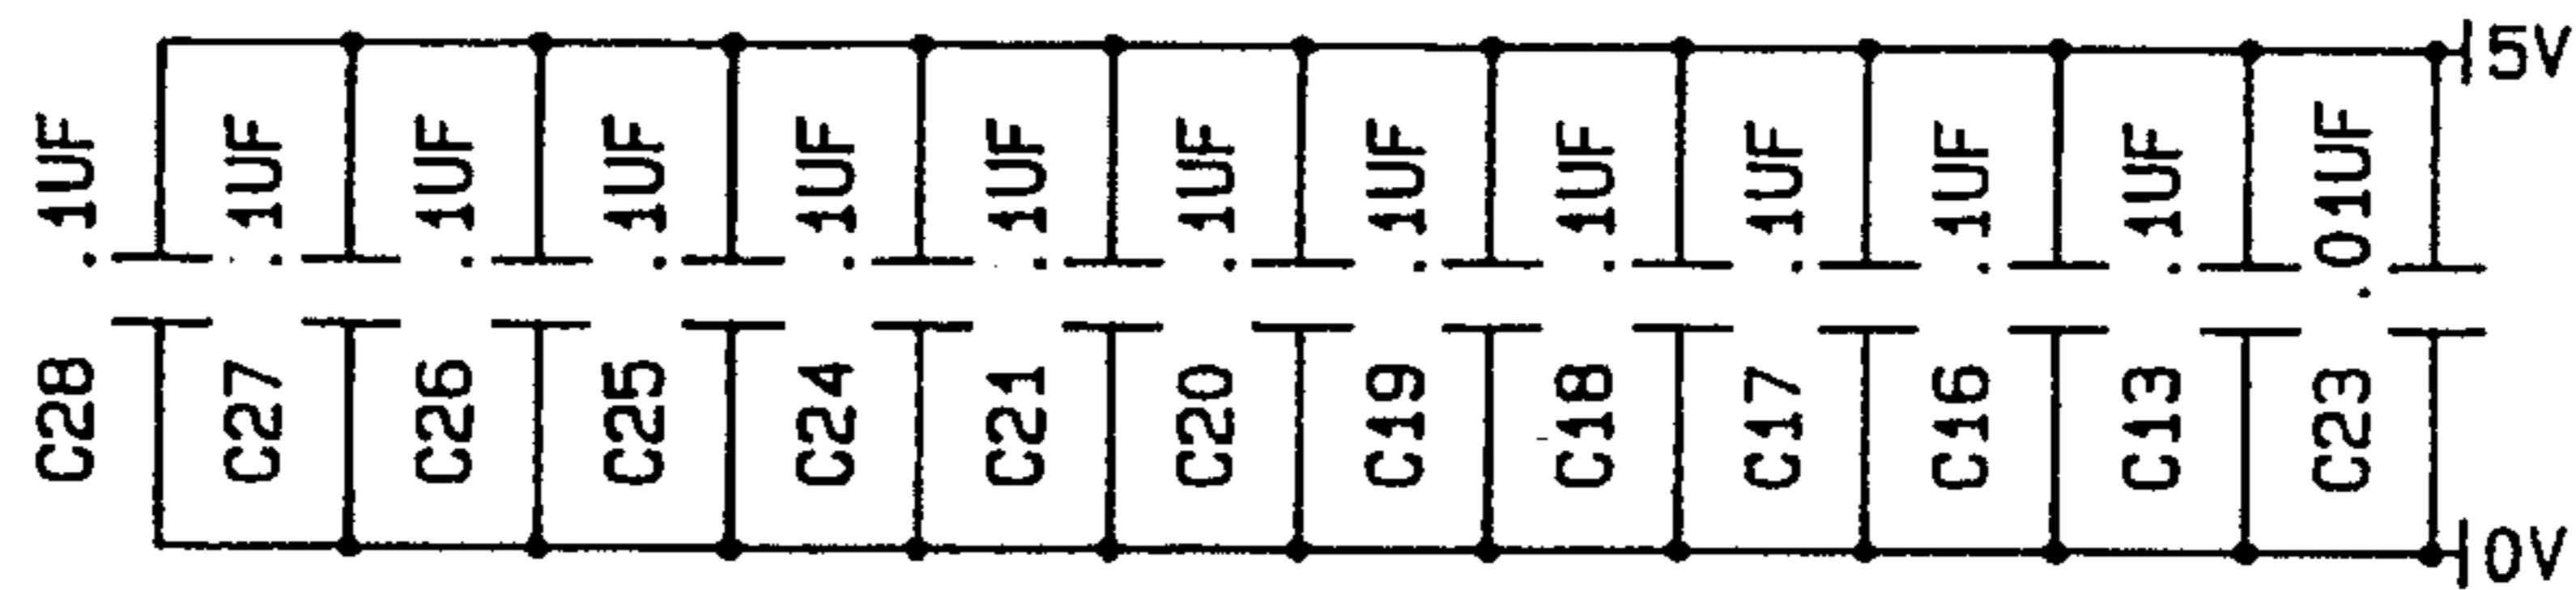 5V
.1UF
.1UF
.1UF
.1UF
.1UF
.1UF
.1UF
.1UF
.1UF
.1UF
.1UF
.1UF
.01UF
C28
C27
C26
C25
C24
C21
C20
C19
C18
C17
C16
C13
C23
0V